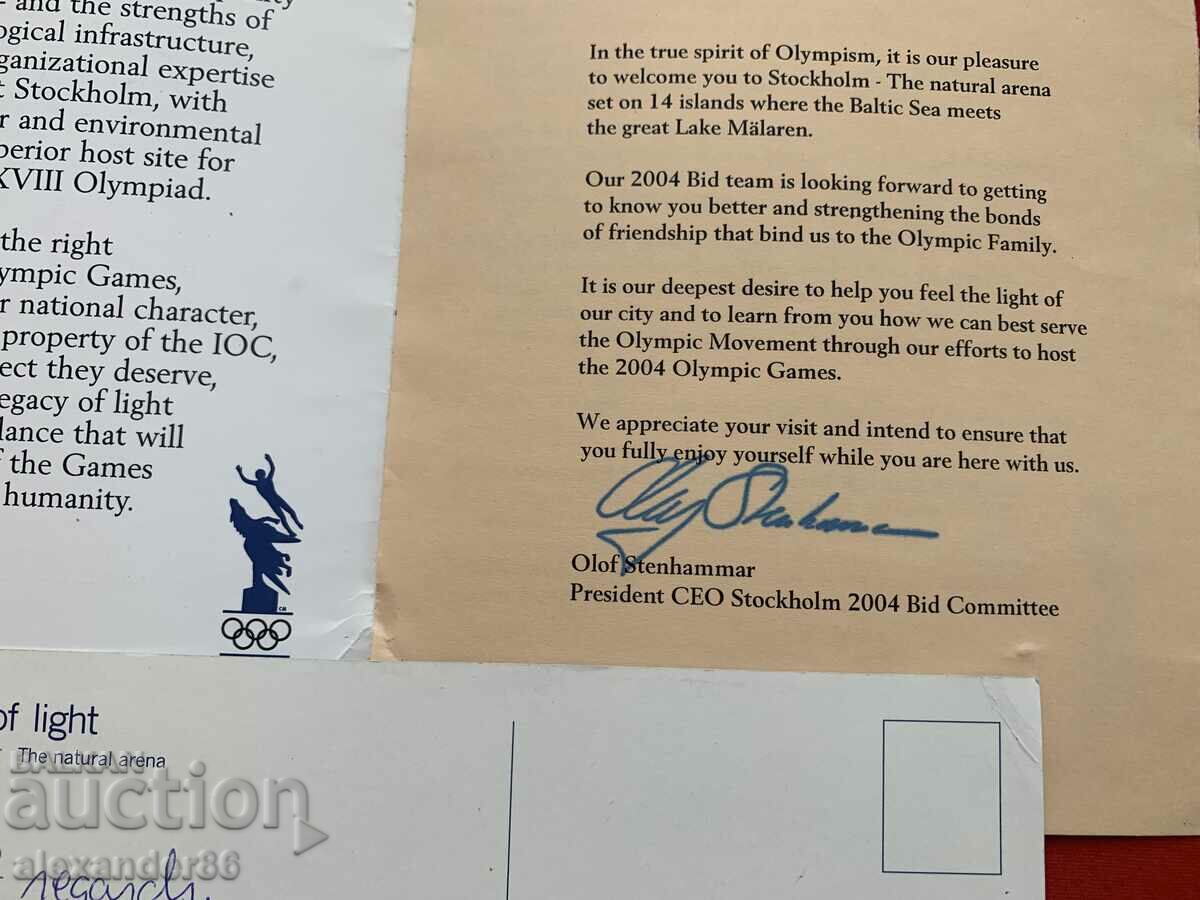 and the strengths of
ogical infrastructure,
ganizational expertise
t Stockholm, with
r and environmental
perior host site for
XVIII Olympiad.
the right
ympic Games,
r national character,
property of the IOC,
ect they deserve,
egacy of light
lance that will
f the Games
humanity.
In the true spirit of Olympism, it is our pleasure
to welcome you to Stockholm - The natural arena
set on 14 islands where the Baltic Sea meets
the great Lake Mälaren.
Our 2004 Bid team is looking forward to getting
to know you better and strengthening the bonds
of friendship that bind us to the Olympic Family.
It is our deepest desire to help you feel the light of
our city and to learn from you how we can best serve
the Olympic Movement through our efforts to host
the 2004 Olympic Games.
We appreciate your visit and intend to ensure that
you fully enjoy yourself while you are here with us.
Olof Stenhammar
Olof Stenhammar
President CEO Stockholm 2004 Bid Committee
of light
The natural arena
BALKAN
auction
alexander86
regards.